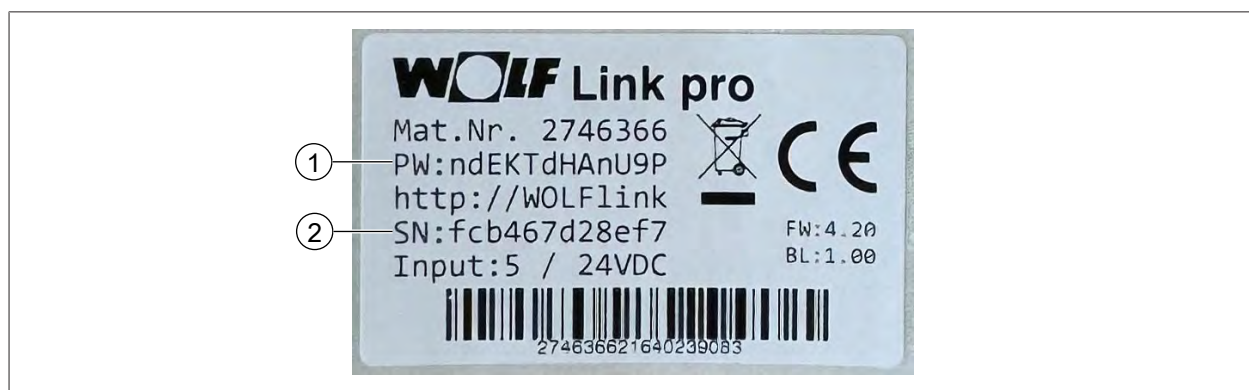 WOLF Link pro
Mat.Nr. 2746366
1 PW:ndEKTdHAnU9P
http://WOLFlink
2 SN:fcb467d28ef7
FW:4.20
Input:5 / 24VDC
BL:1.00
CE
274636621640239083